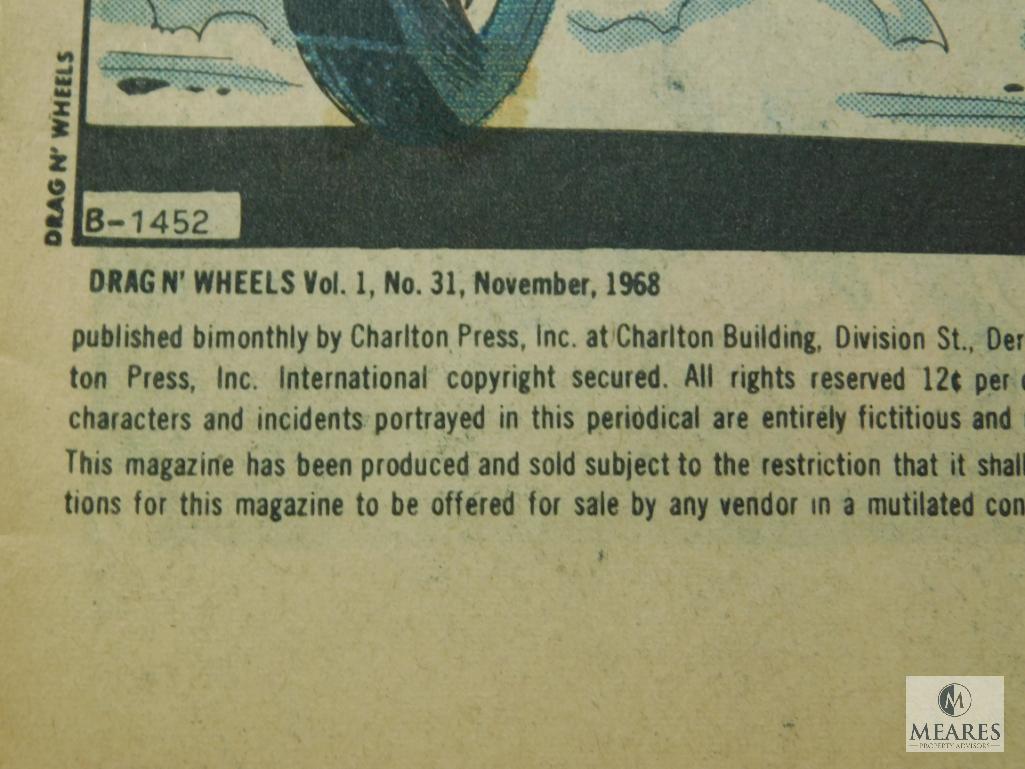 DRAG N' WHEELS
B-1452
DRAG N' WHEELS Vol. 1, No. 31, November, 1968
published bimonthly by Charlton Press, Inc. at Charlton Building, Division St., Der
ton Press, Inc. International copyright secured. All rights reserved 12¢ per
characters and incidents portrayed in this periodical are entirely fictitious and
This magazine has been produced and sold subject to the restriction that it shall
tions for this magazine to be offered for sale by any vendor in a mutilated con
M
MEARES
PROPERTY ADVISORS